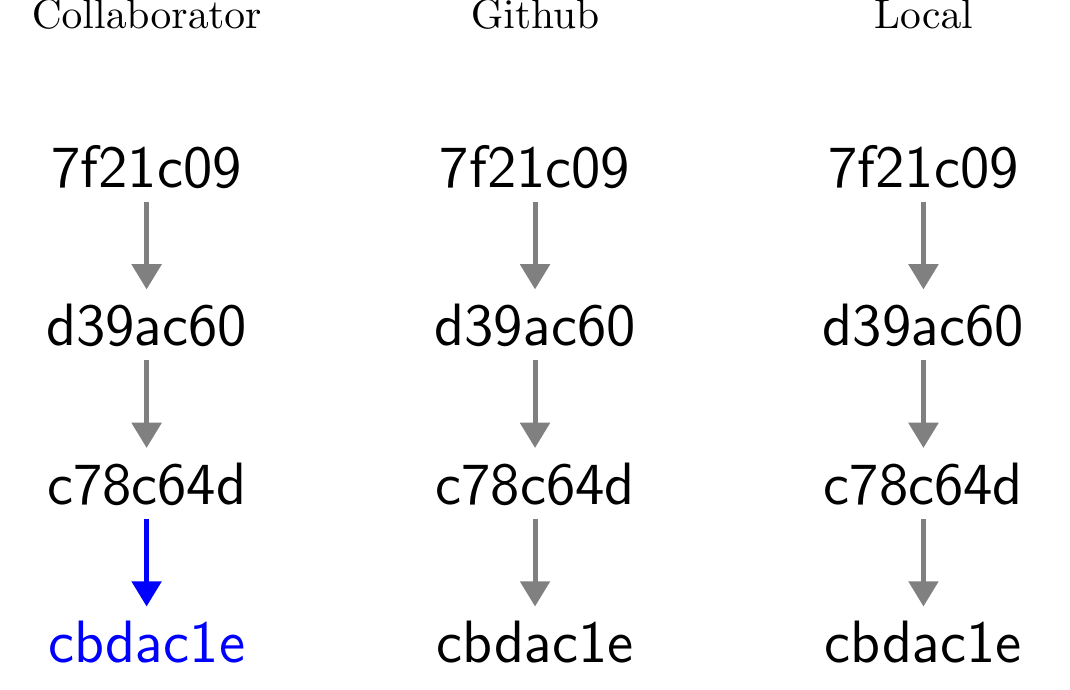 Collaborator Github Local
7f21c09 7f21c09 7f21c09
d39ac60 d39ac60 d39ac60
c78c64d c78c64d c78c64d
cbdac1e cbdac1e cbdac1e